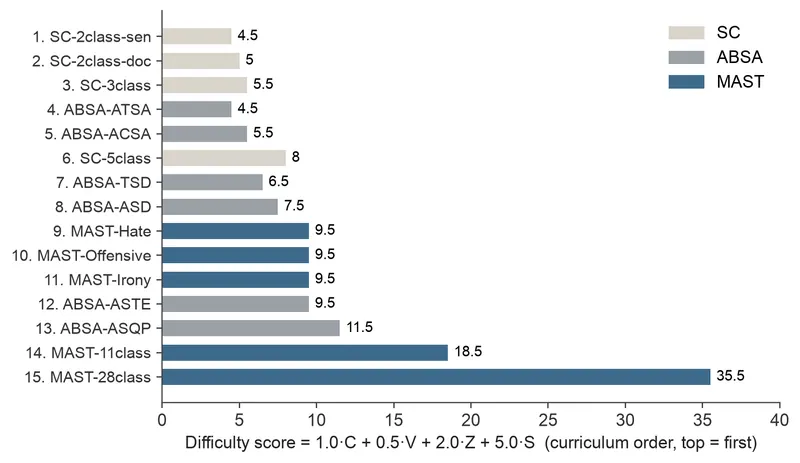 1. SC-2class-sen 4.5
2. SC-2class-doc 5
3. SC-3class 5.5
4. ABSA-ATSA 4.5
5. ABSA-ACSA 5.5
6. SC-5class 8
7. ABSA-TSD 6.5
8. ABSA-ASD 7.5
9. MAST-Hate 9.5
10. MAST-Offensive 9.5
11. MAST-Irony 9.5
12. ABSA-ASTE 9.5
13. ABSA-ASQP 11.5
14. MAST-11class 18.5
15. MAST-28class 35.5
SC
ABSA
MAST
0 5 10 15 20 25 30 35 40
Difficulty score = 1.0·C + 0.5·V + 2.0·Z + 5.0·S (curriculum order, top = first)